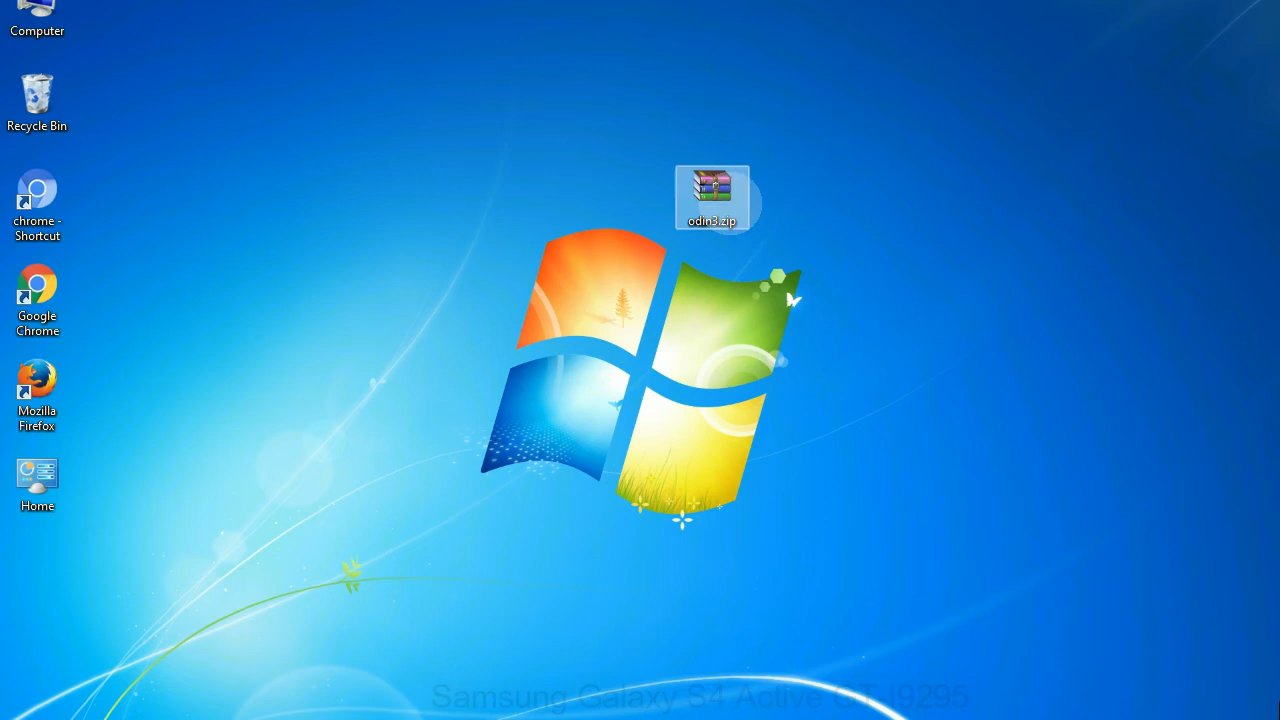 Computer
Recycle Bin
chrome -
Shortcut
Google
Chrome
Mozilla
Firefox
Home
odin3.zip
Samsung Galaxy S4 Active GT-I9295